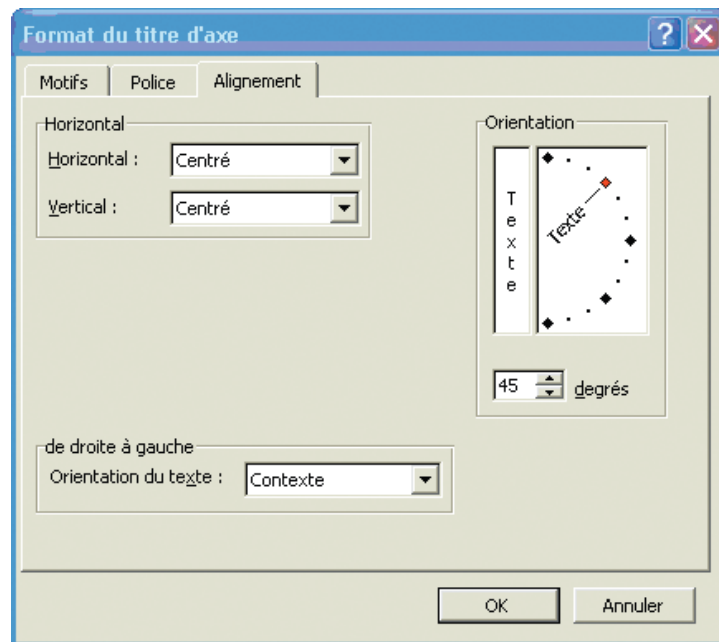 Format du titre d'axe
Motifs Police Alignement
Horizontal
Horizontal : Centré
Vertical : Centré
Orientation
Texte
Texte
45 degrés
de droite à gauche
Orientation du texte : Contexte
OK Annuler